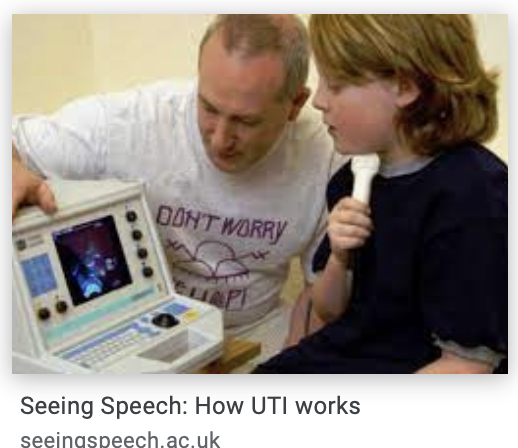 DON'T WORRY
Seeing Speech: How UTI works
seeingspeech.ac.uk